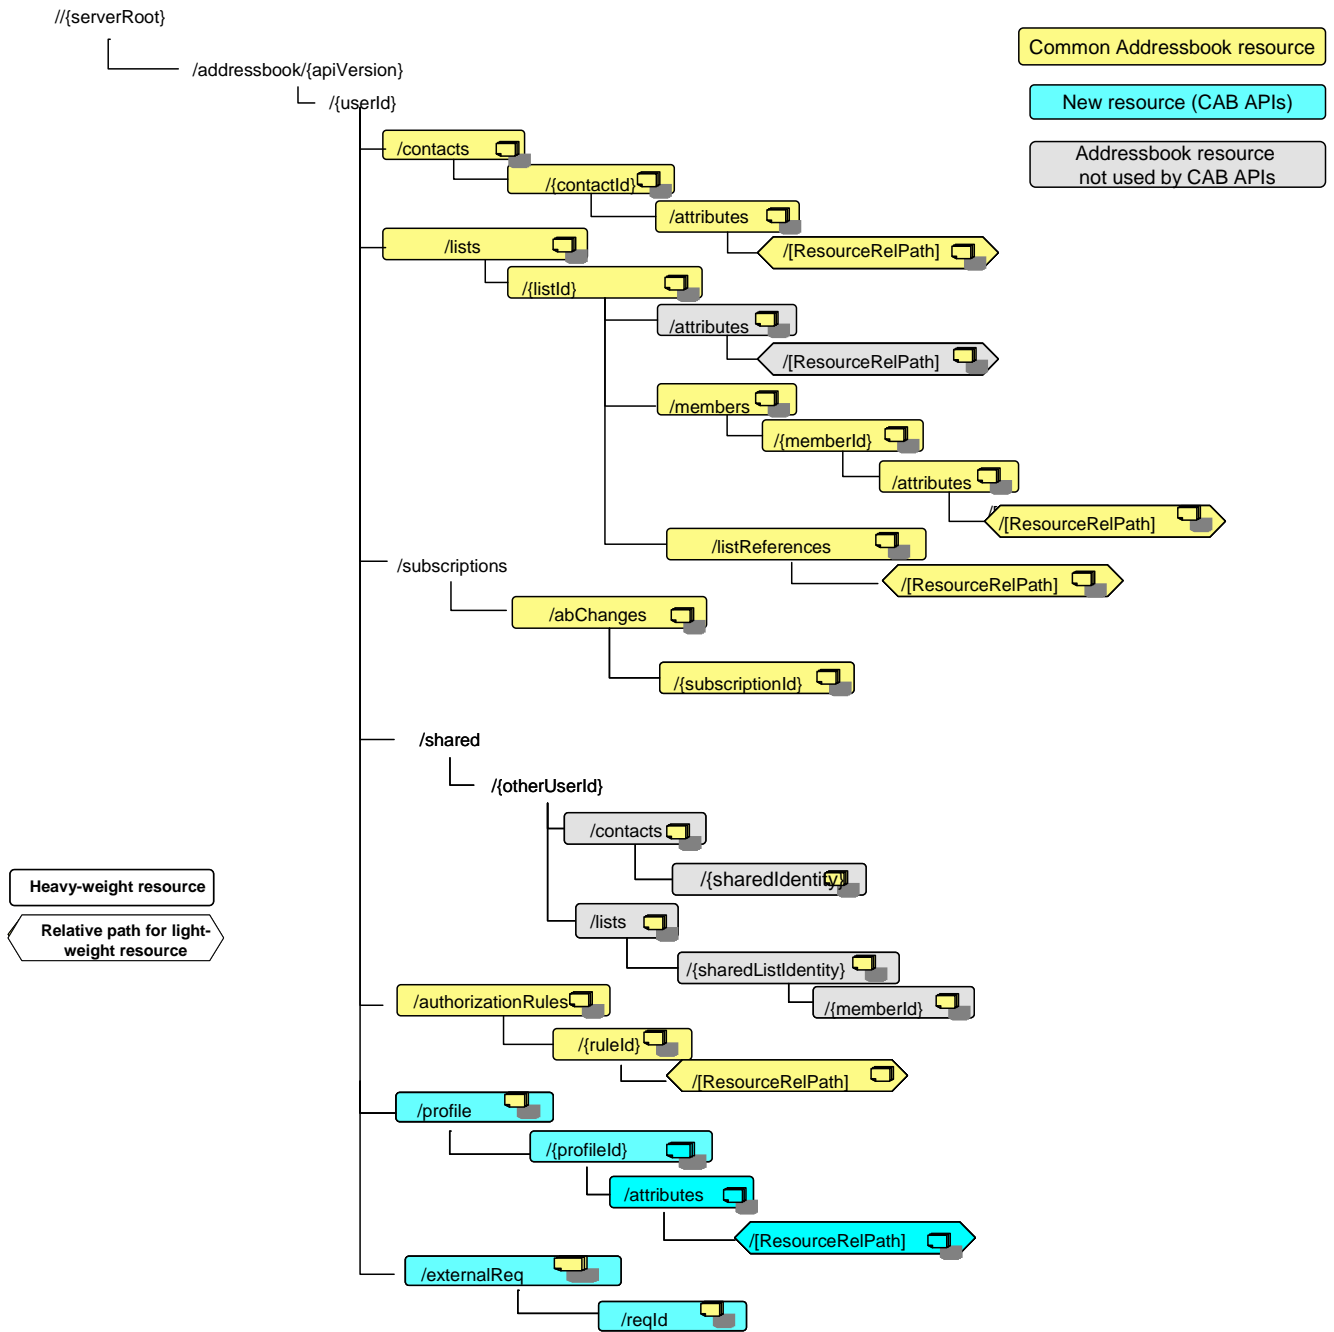 //{serverRoot}
Common Addressbook resource
/addressbook/{apiVersion}
New resource (CAB APIs)
/{userId}
/contacts
Addressbook resource
not used by CAB APIs
/{contactId}
/attributes
/lists
/[ResourceRelPath]
/{listId}
/attributes
/[ResourceRelPath]
/members
/{memberId}
/attributes
/[ResourceRelPath]
/listReferences
/subscriptions
/[ResourceRelPath]
/abChanges
/{subscriptionId}
/shared
/{otherUserId}
/contacts
/{sharedIdentity}
Heavy-weight resource
/lists
Relative path for light-
weight resource
/{sharedListIdentity}
/authorizationRules
/{memberId}
/{ruleId}
/[ResourceRelPath]
/profile
/{profileId}
/attributes
/[ResourceRelPath]
/externalReq
/reqId